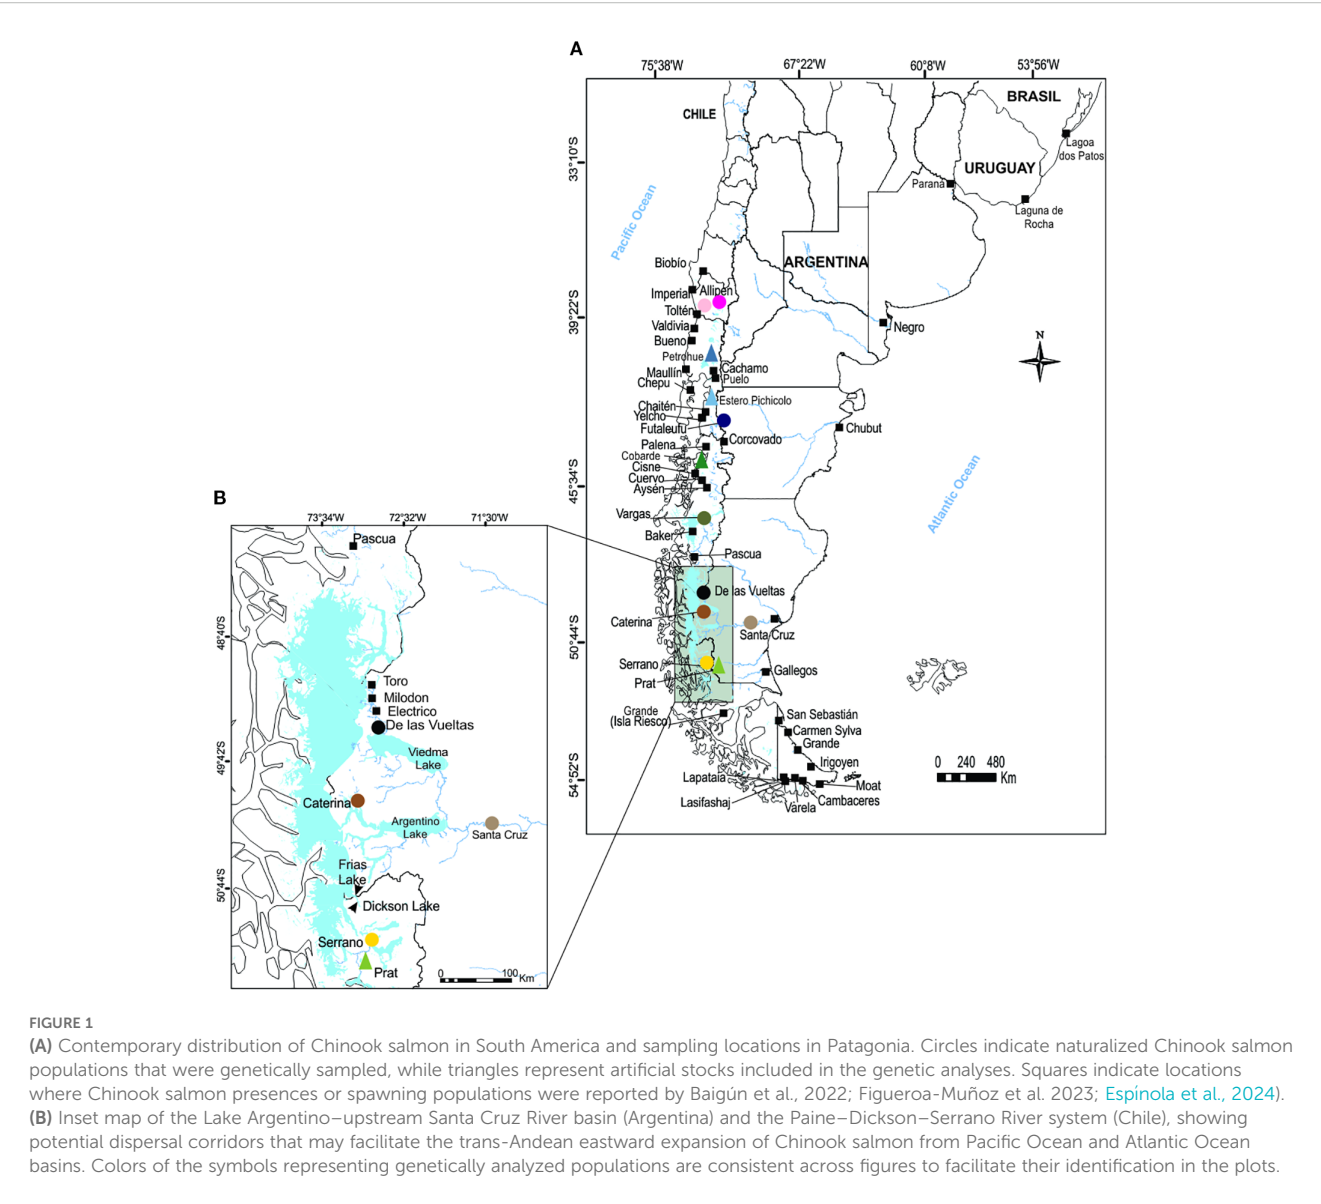 A
75°38'W
67°22'W
60°8'W
53°56'W
BRASIL
CHILE
Lagoa
dos Patos
33°10'S
URUGUAY
Paraná
Laguna de
Rocha
Pacific Ocean
ARGENTINA
Biobío
Imperial
Allipén
Toltén
39°22'S
Valdivia
Negro
Bueno
N
Petrohue
Maullín
Cachamo
Puelo
Chepu
Estero Pichicolo
Chaitén
Yelcho
Futaleufu
Chubut
Corcovado
Palena
Cobarde
Cisne
Cuervo
Aysén
45°34'S
Atlantic Ocean
Vargas
Baker
Pascua
De las Vueltas
Caterina
Santa Cruz
50°44'S
Serrano
Gallegos
Prat
Grande
(Isla Riesco)
San Sebastián
Carmen Sylva
Grande
Irigoyen
0 240 480
Km
54°52'S
Lapataia
Moat
Lasifashaj
Varela
Cambaceres
B
73°34'W
72°32'W
71°30'W
Pascua
48°40'S
Toro
Milodon
Electrico
De las Vueltas
49°42'S
Viedma
Lake
Caterina
Argentino
Lake
Santa Cruz
Frias
Lake
50°44'S
Dickson Lake
Serrano
Prat
0 100 Km
FIGURE 1
(A) Contemporary distribution of Chinook salmon in South America and sampling locations in Patagonia. Circles indicate naturalized Chinook salmon
populations that were genetically sampled, while triangles represent artificial stocks included in the genetic analyses. Squares indicate locations
where Chinook salmon presences or spawning populations were reported by Baigún et al., 2022; Figueroa-Muñoz et al. 2023; Espínola et al., 2024).
(B) Inset map of the Lake Argentino–upstream Santa Cruz River basin (Argentina) and the Paine–Dickson–Serrano River system (Chile), showing
potential dispersal corridors that may facilitate the trans-Andean eastward expansion of Chinook salmon from Pacific Ocean and Atlantic Ocean
basins. Colors of the symbols representing genetically analyzed populations are consistent across figures to facilitate their identification in the plots.